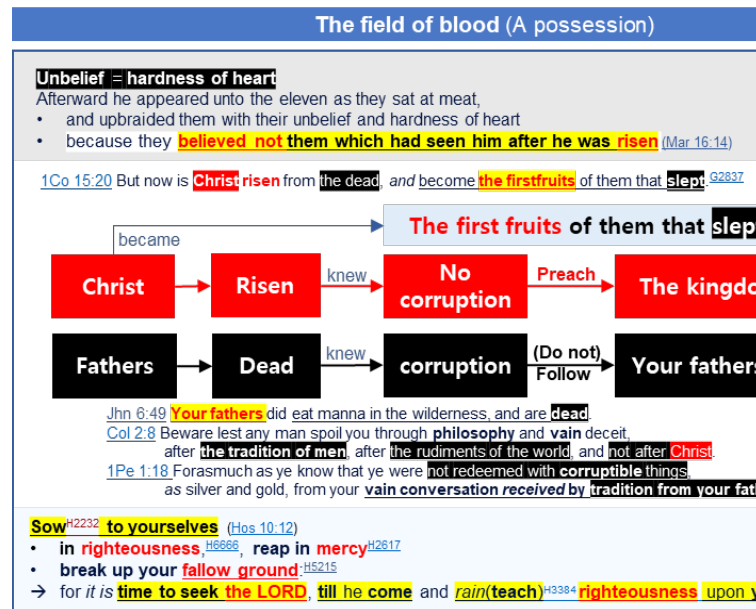 The field of blood (A possession)
Unbelief = hardness of heart
Afterward he appeared unto the eleven as they sat at meat,
• and upbraided them with their unbelief and hardness of heart
• because they believed not them which had seen him after he was risen (Mar 16:14)
1Co 15:20 But now is Christ risen from the dead, and become the firstfruits of them that slept.G2837
became
The first fruits of them that slep
Christ
Risen
knew
No
corruption
Preach
The kingdo
Fathers
Dead
knew
corruption
(Do not)
Follow
Your fathers
Jhn 6:49 Your fathers did eat manna in the wilderness, and are dead.
Col 2:8 Beware lest any man spoil you through philosophy and vain deceit,
after the tradition of men, after the rudiments of the world, and not after Christ.
1Pe 1:18 Forasmuch as ye know that ye were not redeemed with corruptible things,
as silver and gold, from your vain conversation received by tradition from your fat
SowH2232 to yourselves (Hos 10:12)
• in righteousness,H6666, reap in mercyH2617
• break up your fallow ground:H5215
→ for it is time to seek the LORD, till he come and rain(teach)H3384 righteousness upon